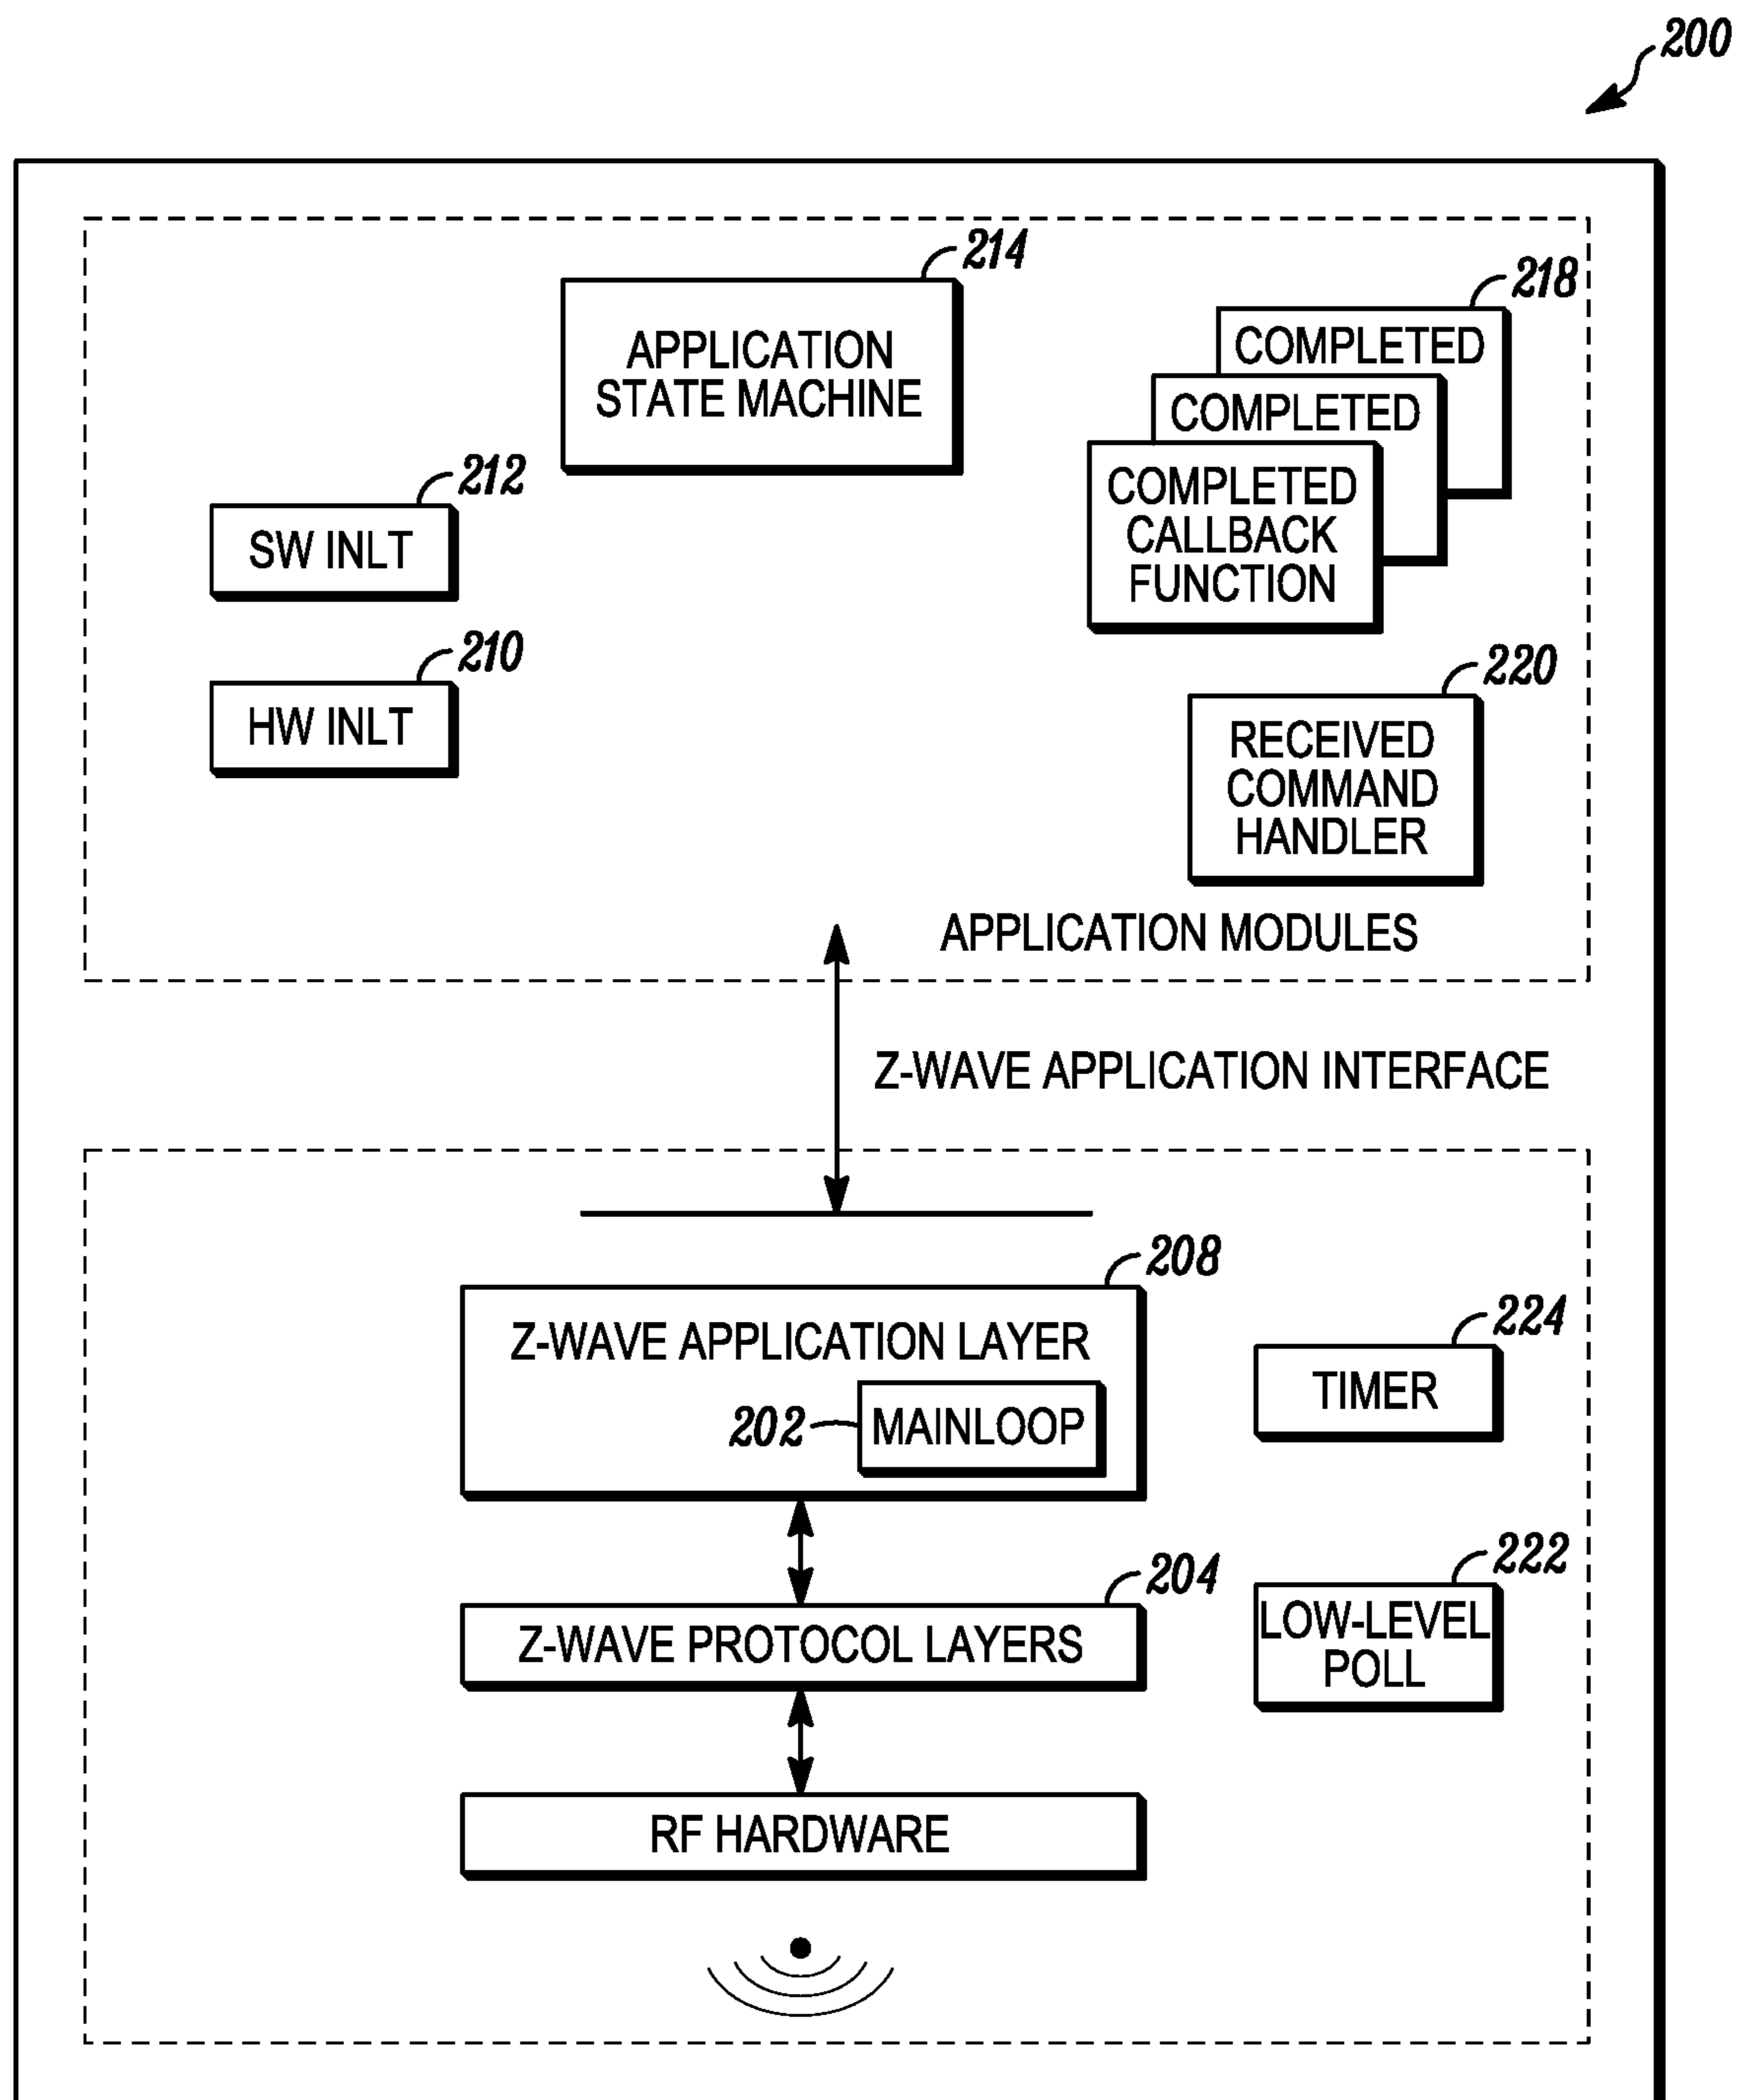 200
214
218
APPLICATION
STATE MACHINE
COMPLETED
COMPLETED
COMPLETED
CALLBACK
FUNCTION
212
SW INLT
210
HW INLT
220
RECEIVED
COMMAND
HANDLER
APPLICATION MODULES
Z-WAVE APPLICATION INTERFACE
208
Z-WAVE APPLICATION LAYER
202
MAINLOOP
224
TIMER
204
Z-WAVE PROTOCOL LAYERS
222
LOW-LEVEL
POLL
RF HARDWARE